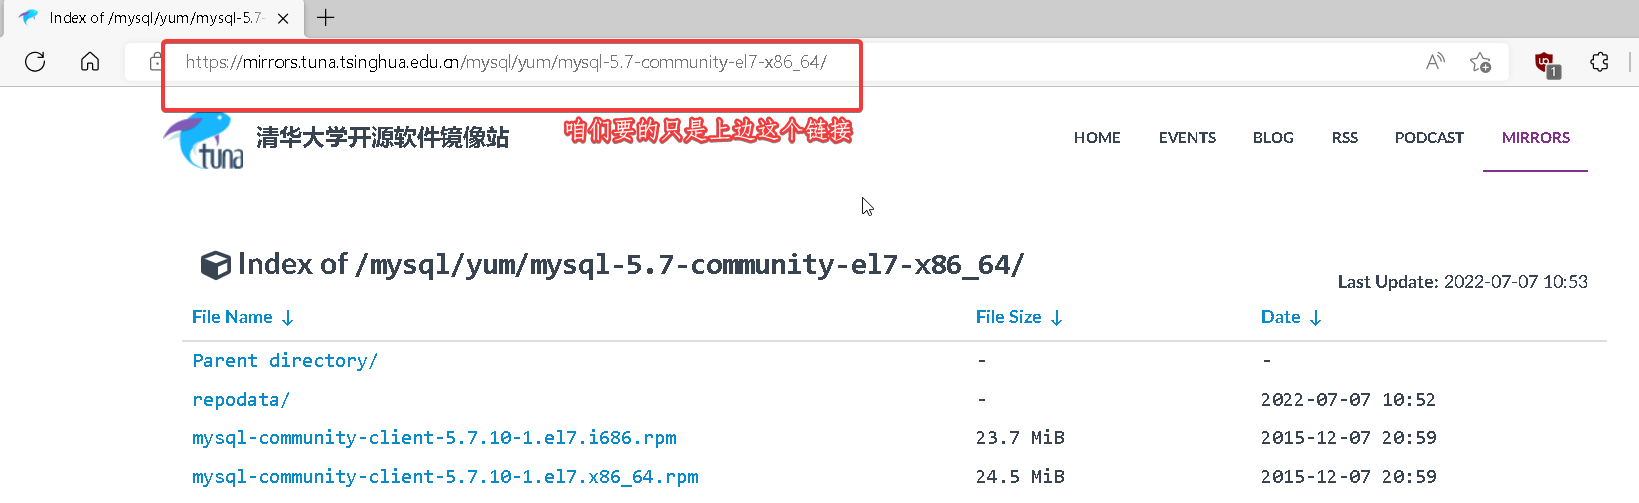 Index of /mysql/yum/mysql-5.7-
https://mirrors.tuna.tsinghua.edu.cn/mysql/yum/mysql-5.7-community-el7-x86_64/
1
tuna
清华大学开源软件镜像站
咱们要的只是上边这个链接
HOME EVENTS BLOG RSS PODCAST MIRRORS
Index of /mysql/yum/mysql-5.7-community-el7-x86_64/
Last Update: 2022-07-07 10:53
File Name ↓ File Size ↓ Date ↓
Parent directory/ - -
repodata/ - 2022-07-07 10:52
mysql-community-client-5.7.10-1.el7.i686.rpm 23.7 MiB 2015-12-07 20:59
mysql-community-client-5.7.10-1.el7.x86_64.rpm 24.5 MiB 2015-12-07 20:59